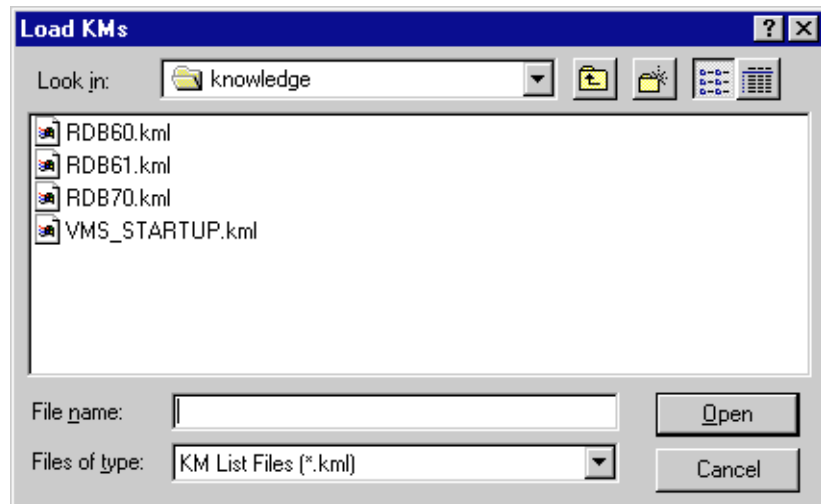 Load KMs
Look in: knowledge
RDB60.kml
RDB61.kml
RDB70.kml
VMS_STARTUP.kml
File name: Open
Files of type: KM List Files (*.kml) Cancel